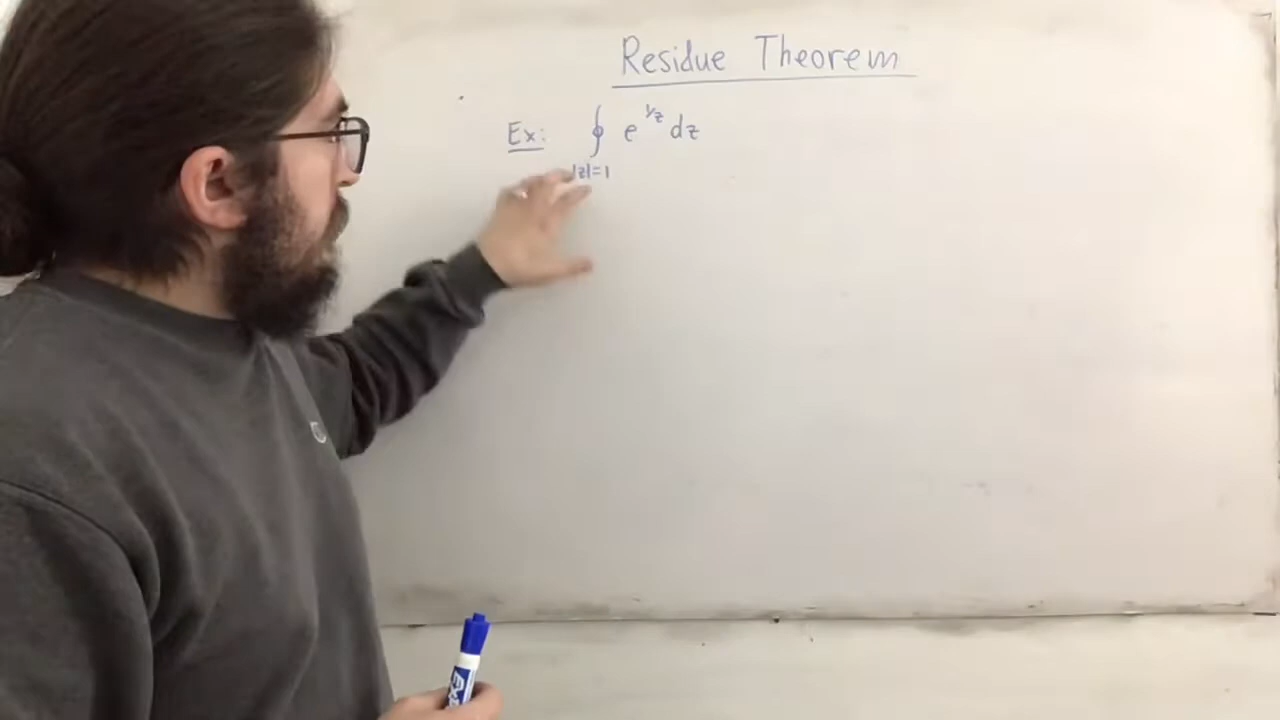 Residue Theorem
Ex: ∮ e^{1/z} dz
|z|=1